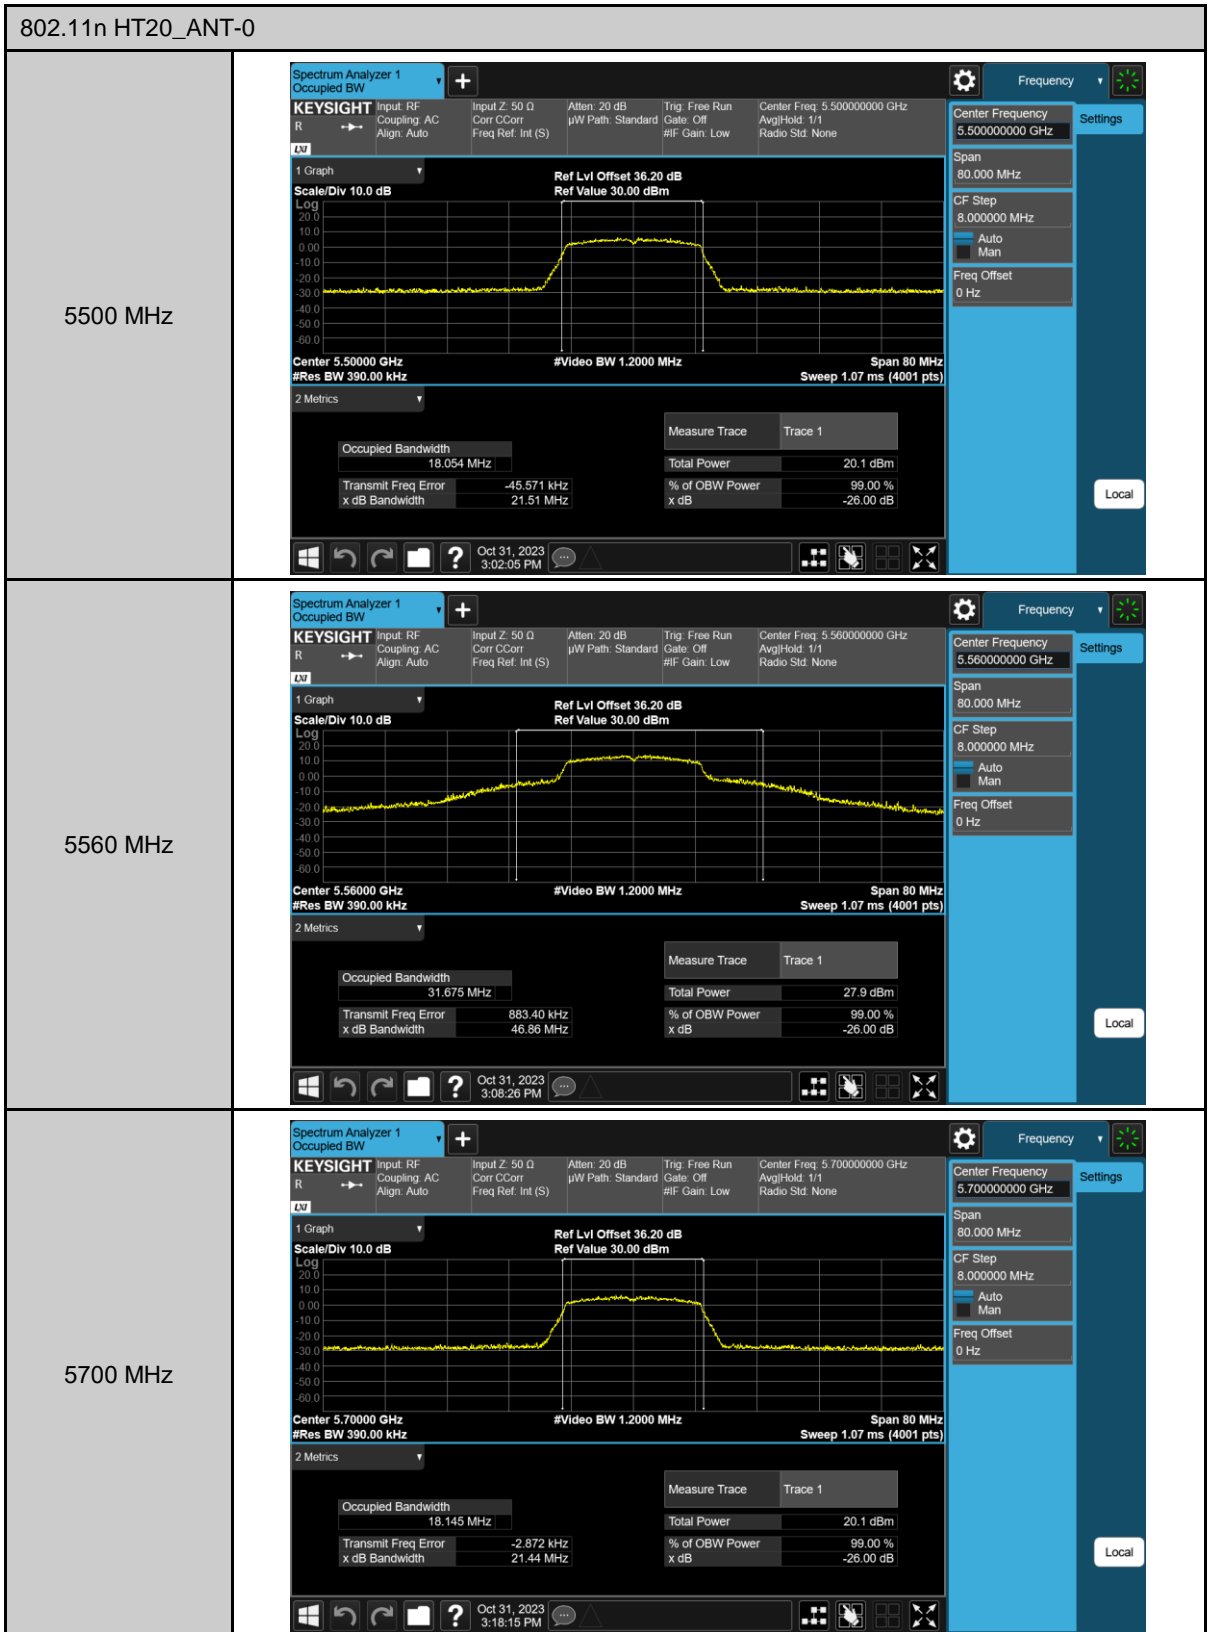 802.11n HT20_ANT-0
5500 MHz
Spectrum Analyzer 1
Occupied BW
Frequency
KEYSIGHT
R
LXI
Input: RF
Coupling: AC
Align: Auto
Input Z: 50 Ω
Corr CCorr
Freq Ref: Int (S)
Atten: 20 dB
µW Path: Standard
Trig: Free Run
Gate: Off
#IF Gain: Low
Center Freq: 5.500000000 GHz
Avg|Hold: 1/1
Radio Std: None
Center Frequency
5.500000000 GHz
Settings
Span
80.000 MHz
CF Step
8.000000 MHz
Auto
Man
Freq Offset
0 Hz
Local
1 Graph
Scale/Div 10.0 dB
Ref Lvl Offset 36.20 dB
Ref Value 30.00 dBm
Log
20.0
10.0
0.00
-10.0
-20.0
-30.0
-40.0
-50.0
-60.0
Center 5.50000 GHz
#Video BW 1.2000 MHz
Span 80 MHz
#Res BW 390.00 kHz
Sweep 1.07 ms (4001 pts)
2 Metrics
Measure Trace Trace 1
Occupied Bandwidth
18.054 MHz
Total Power 20.1 dBm
Transmit Freq Error -45.571 kHz
% of OBW Power 99.00 %
x dB Bandwidth 21.51 MHz
x dB -26.00 dB
?
Oct 31, 2023
3:02:05 PM
5560 MHz
Spectrum Analyzer 1
Occupied BW
Frequency
KEYSIGHT
R
LXI
Input: RF
Coupling: AC
Align: Auto
Input Z: 50 Ω
Corr CCorr
Freq Ref: Int (S)
Atten: 20 dB
µW Path: Standard
Trig: Free Run
Gate: Off
#IF Gain: Low
Center Freq: 5.560000000 GHz
Avg|Hold: 1/1
Radio Std: None
Center Frequency
5.560000000 GHz
Settings
Span
80.000 MHz
CF Step
8.000000 MHz
Auto
Man
Freq Offset
0 Hz
Local
1 Graph
Scale/Div 10.0 dB
Ref Lvl Offset 36.20 dB
Ref Value 30.00 dBm
Log
20.0
10.0
0.00
-10.0
-20.0
-30.0
-40.0
-50.0
-60.0
Center 5.56000 GHz
#Video BW 1.2000 MHz
Span 80 MHz
#Res BW 390.00 kHz
Sweep 1.07 ms (4001 pts)
2 Metrics
Measure Trace Trace 1
Occupied Bandwidth
31.675 MHz
Total Power 27.9 dBm
Transmit Freq Error 883.40 kHz
% of OBW Power 99.00 %
x dB Bandwidth 46.86 MHz
x dB -26.00 dB
?
Oct 31, 2023
3:08:26 PM
5700 MHz
Spectrum Analyzer 1
Occupied BW
Frequency
KEYSIGHT
R
LXI
Input: RF
Coupling: AC
Align: Auto
Input Z: 50 Ω
Corr CCorr
Freq Ref: Int (S)
Atten: 20 dB
µW Path: Standard
Trig: Free Run
Gate: Off
#IF Gain: Low
Center Freq: 5.700000000 GHz
Avg|Hold: 1/1
Radio Std: None
Center Frequency
5.700000000 GHz
Settings
Span
80.000 MHz
CF Step
8.000000 MHz
Auto
Man
Freq Offset
0 Hz
Local
1 Graph
Scale/Div 10.0 dB
Ref Lvl Offset 36.20 dB
Ref Value 30.00 dBm
Log
20.0
10.0
0.00
-10.0
-20.0
-30.0
-40.0
-50.0
-60.0
Center 5.70000 GHz
#Video BW 1.2000 MHz
Span 80 MHz
#Res BW 390.00 kHz
Sweep 1.07 ms (4001 pts)
2 Metrics
Measure Trace Trace 1
Occupied Bandwidth
18.145 MHz
Total Power 20.1 dBm
Transmit Freq Error -2.872 kHz
% of OBW Power 99.00 %
x dB Bandwidth 21.44 MHz
x dB -26.00 dB
?
Oct 31, 2023
3:18:15 PM